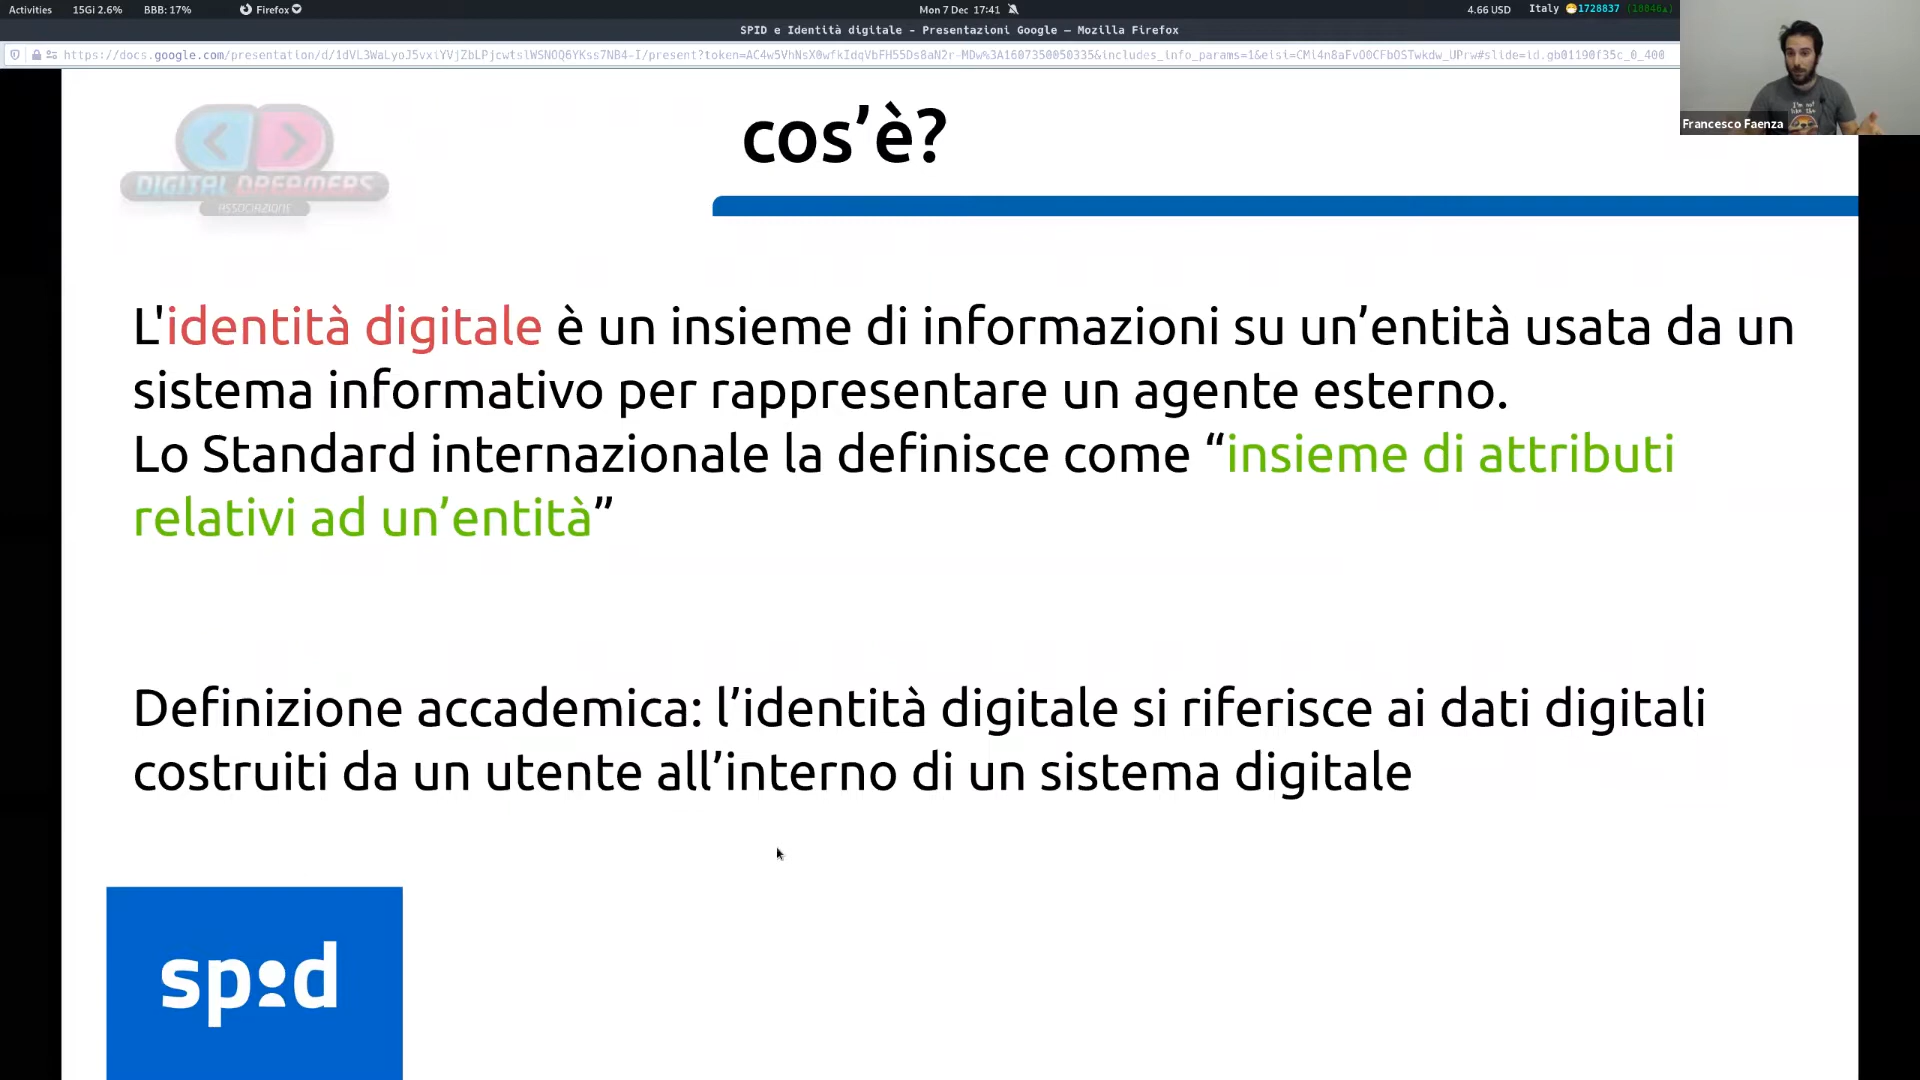 Activities 15Gi 2.6% BBB: 17% Firefox Mon 7 Dec 17:41 4.66 USD Italy 1728837
SPID e Identità digitale - Presentazioni Google — Mozilla Firefox
cos’è?
DIGITAL DREAMERS
ASSOCIAZIONE
Francesco Faenza
L'identità digitale è un insieme di informazioni su un’entità usata da un
sistema informativo per rappresentare un agente esterno.
Lo Standard internazionale la definisce come “insieme di attributi
relativi ad un’entità”
Definizione accademica: l’identità digitale si riferisce ai dati digitali
costruiti da un utente all’interno di un sistema digitale
spid